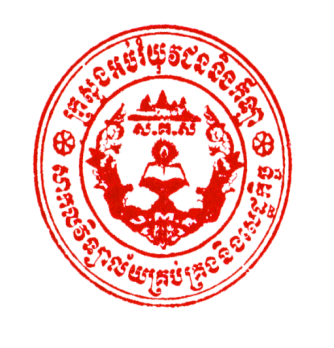 ក្រសួងអប់រំយុវជននិងកីឡា
ស.គ.ស
សាកលវិទ្យាល័យគ្រប់គ្រងនិងសេដ្ឋកិច្ច